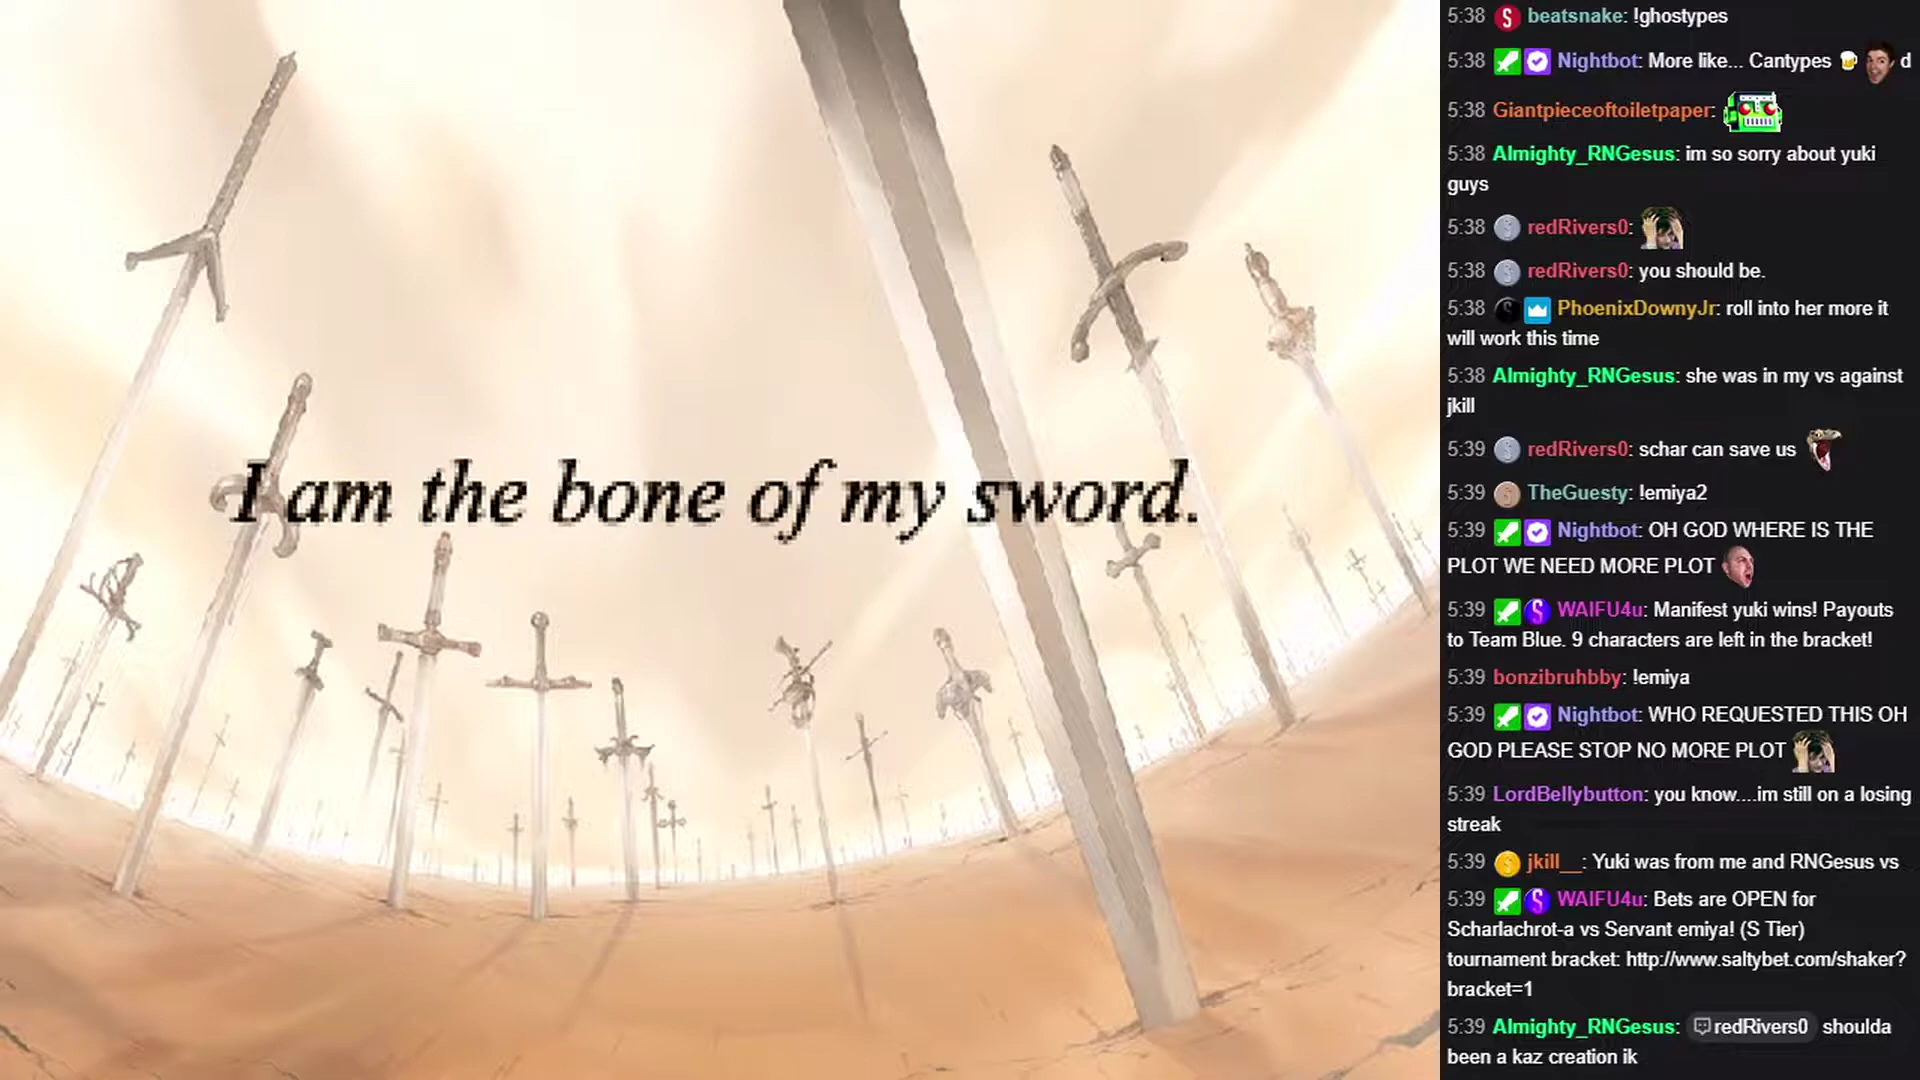 I am the bone of my sword.
5:38 beatsnake: !ghostypes
5:38 Nightbot: More like... Cantypes d
5:38 Giantpieceoftoiletpaper:
5:38 Almighty_RNGesus: im so sorry about yuki
guys
5:38 redRivers0:
5:38 redRivers0: you should be.
5:38 PhoenixDownyJr: roll into her more it
will work this time
5:38 Almighty_RNGesus: she was in my vs against
jkill
5:39 redRivers0: schar can save us
5:39 TheGuesty: !emiya2
5:39 Nightbot: OH GOD WHERE IS THE
PLOT WE NEED MORE PLOT
5:39 WAIFU4u: Manifest yuki wins! Payouts
to Team Blue. 9 characters are left in the bracket!
5:39 bonzibruhbby: !emiya
5:39 Nightbot: WHO REQUESTED THIS OH
GOD PLEASE STOP NO MORE PLOT
5:39 LordBellybutton: you know....im still on a losing
streak
5:39 jkill__: Yuki was from me and RNGesus vs
5:39 WAIFU4u: Bets are OPEN for
Scharlachrot-a vs Servant emiya! (S Tier)
tournament bracket: http://www.saltybet.com/shaker?
bracket=1
5:39 Almighty_RNGesus: redRivers0 shoulda
been a kaz creation ik